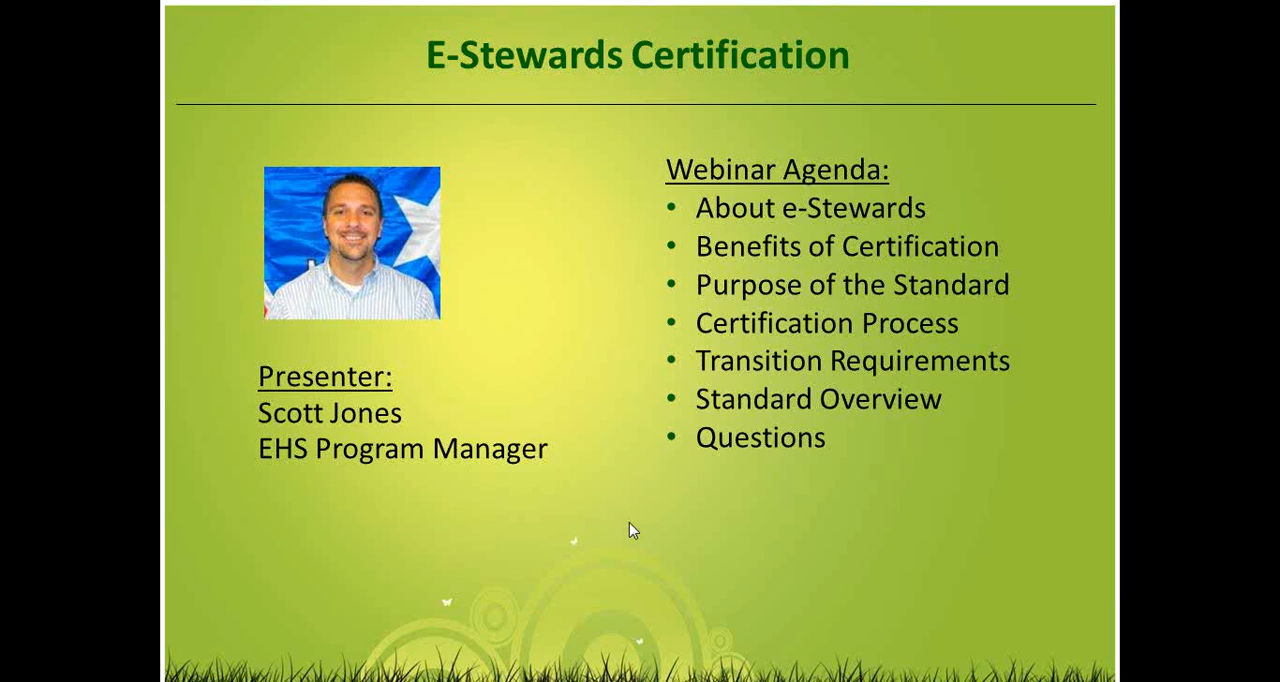 E-Stewards Certification
Presenter:
Scott Jones
EHS Program Manager
Webinar Agenda:
• About e-Stewards
• Benefits of Certification
• Purpose of the Standard
• Certification Process
• Transition Requirements
• Standard Overview
• Questions